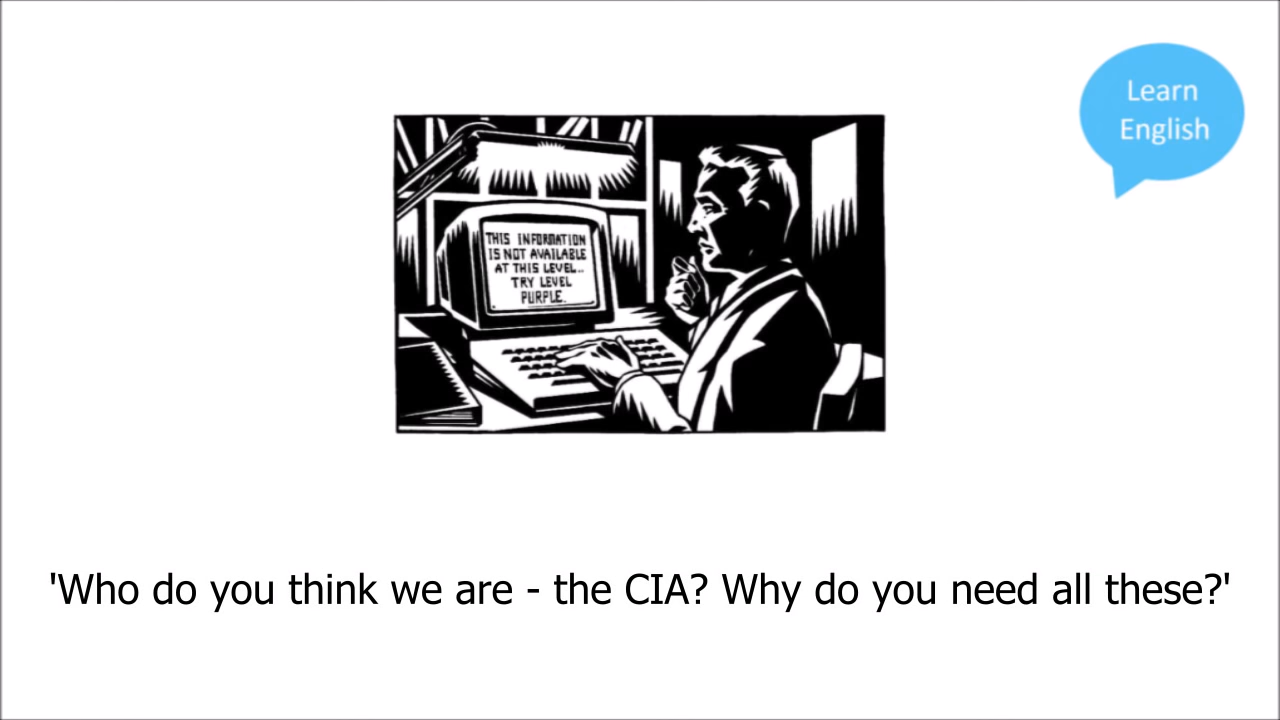 Learn
English
THIS INFORMATION
IS NOT AVAILABLE
AT THIS LEVEL..
TRY LEVEL
PURPLE.
'Who do you think we are - the CIA? Why do you need all these?'